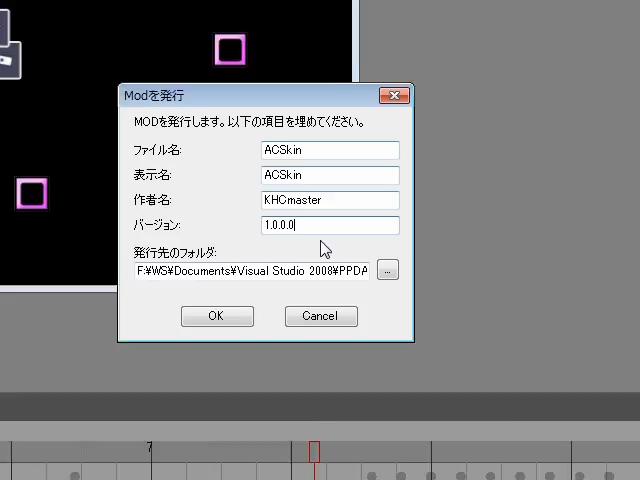 Modを発行
MODを発行します。以下の項目を埋めてください。
ファイル名: ACSkin
表示名: ACSkin
作者名: KHCmaster
バージョン: 1.0.0.0
発行先のフォルダ:
F:¥WS¥Documents¥Visual Studio 2008¥PPDA
...
OK Cancel
7